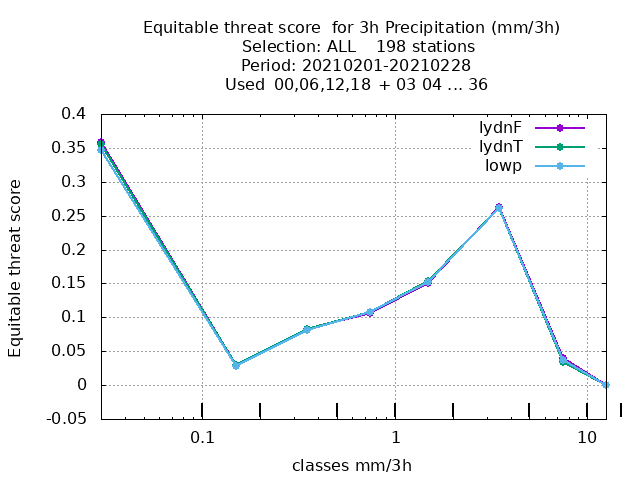 Equitable threat score  for 3h Precipitation (mm/3h)
Selection: ALL    198 stations
Period: 20210201-20210228
Used  00,06,12,18 + 03 04 ... 36
lydnF
lydnT
lowp
0.4
0.35
0.3
0.25
0.2
0.15
0.1
0.05
0
-0.05
Equitable threat score
0.1 1 10
classes mm/3h